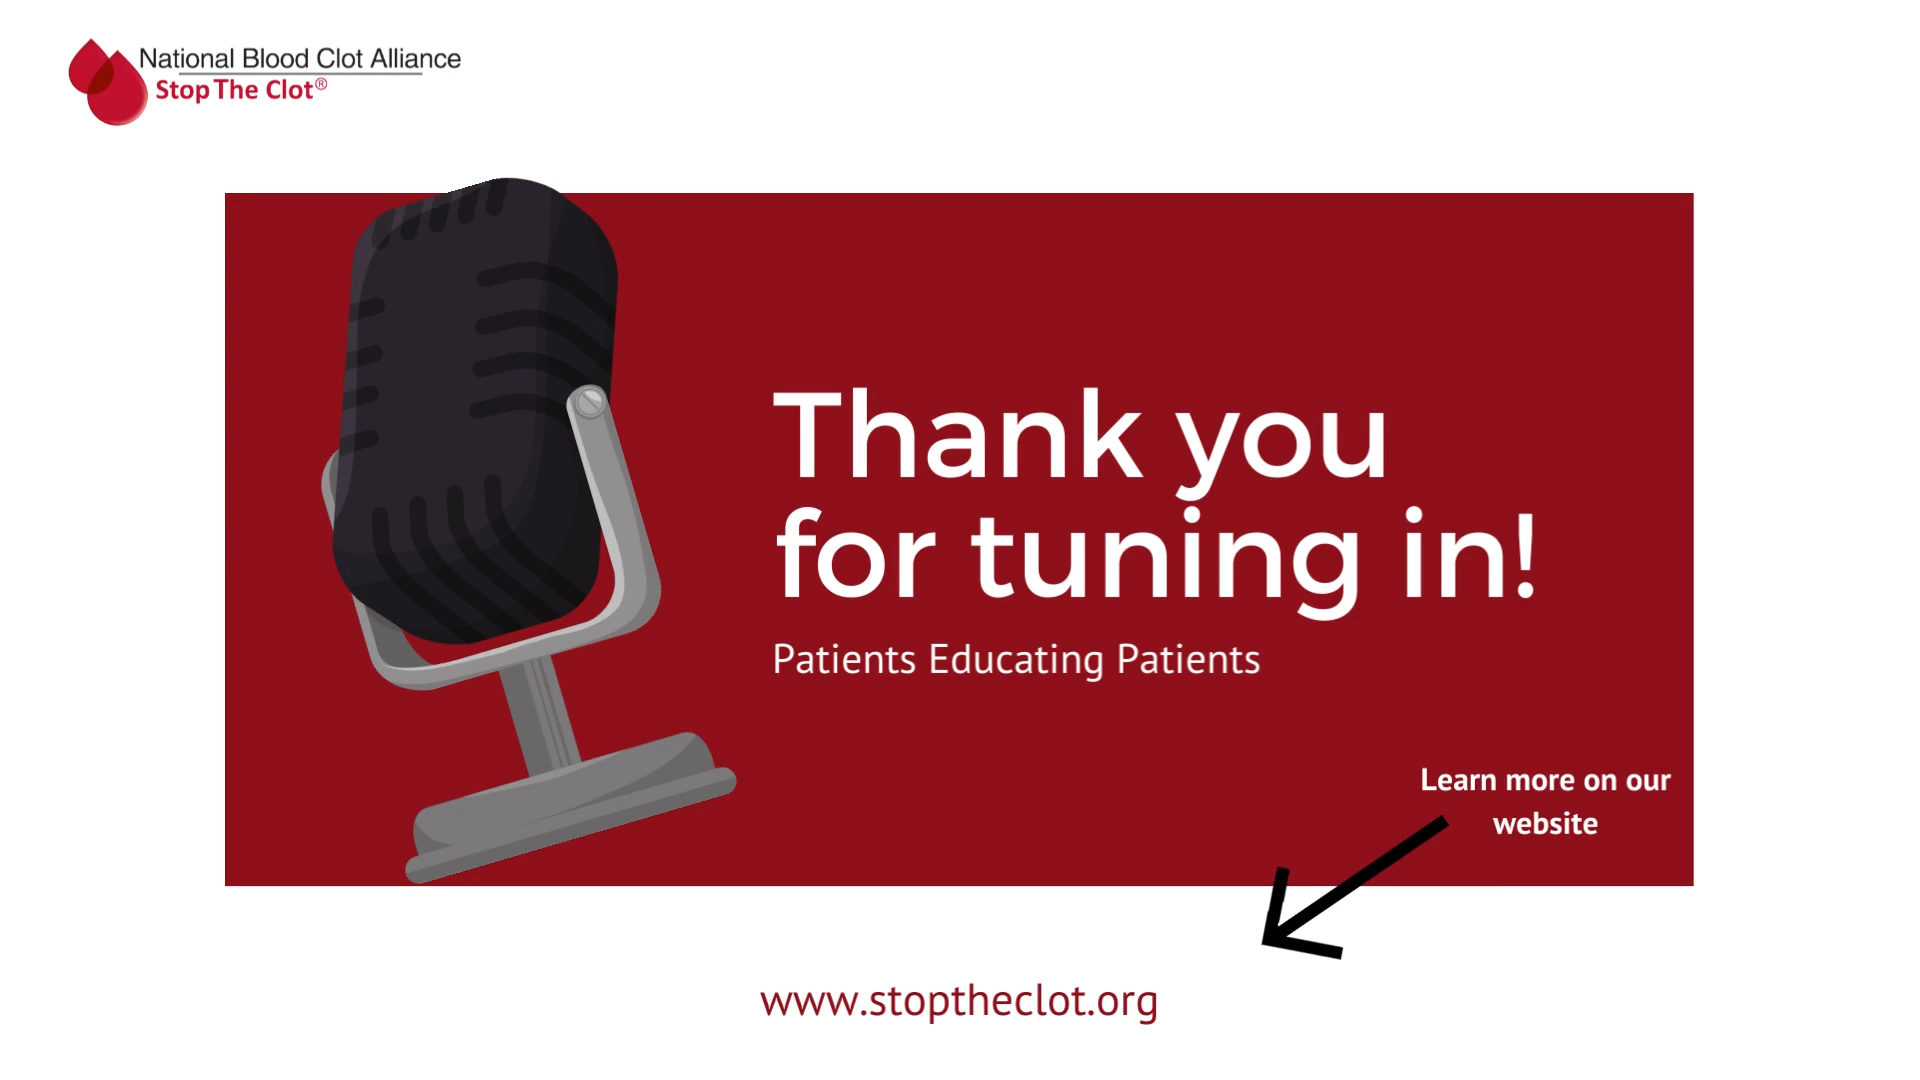 National Blood Clot Alliance
Stop The Clot®
Thank you
for tuning in!
Patients Educating Patients
Learn more on our
website
www.stoptheclot.org